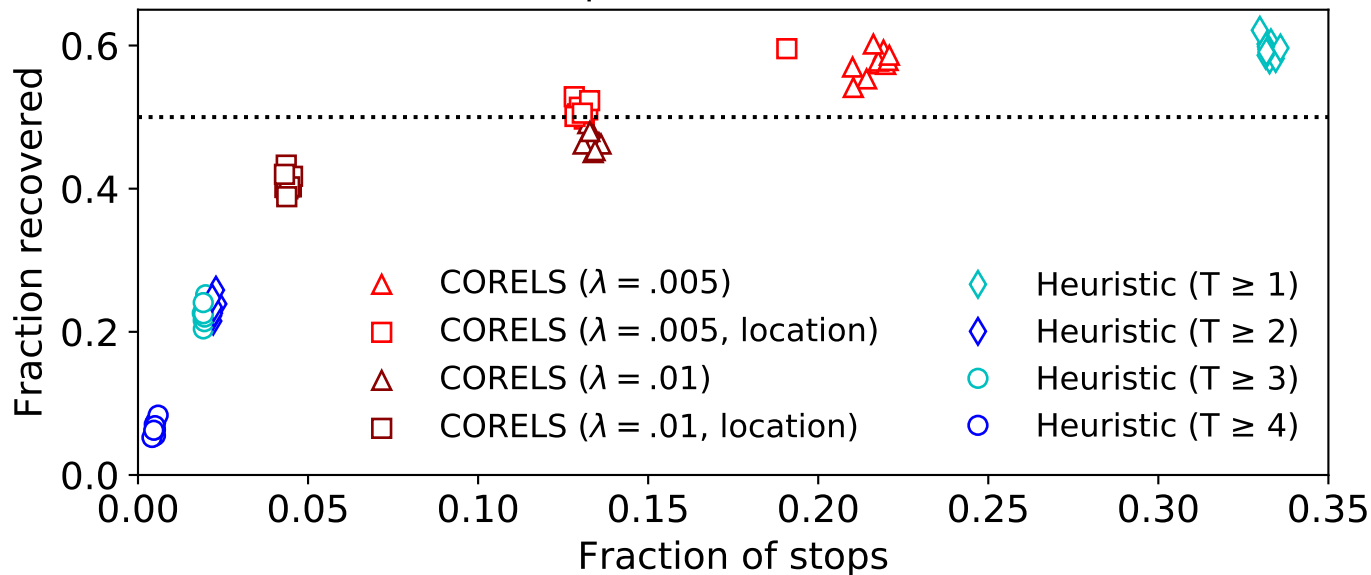 Fraction recovered
0.6
0.4
0.2
0.0
CORELS (λ = .005)
CORELS (λ = .005, location)
CORELS (λ = .01)
CORELS (λ = .01, location)
Heuristic (T ≥ 1)
Heuristic (T ≥ 2)
Heuristic (T ≥ 3)
Heuristic (T ≥ 4)
0.00 0.05 0.10 0.15 0.20 0.25 0.30 0.35
Fraction of stops